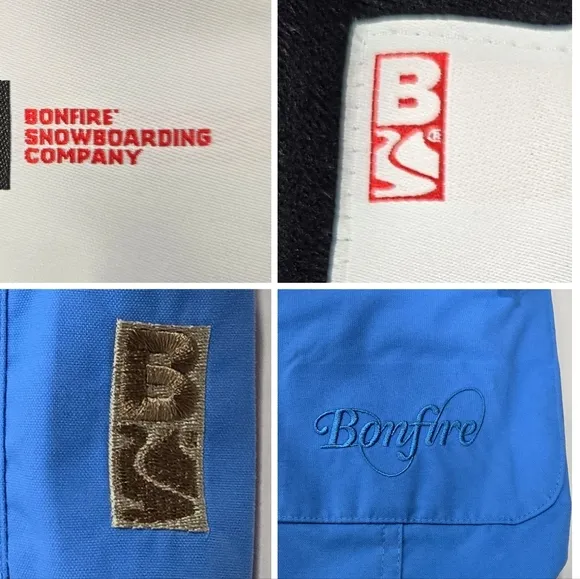 BONFIRE®
SNOWBOARDING
COMPANY
B
®
B
Bonfire